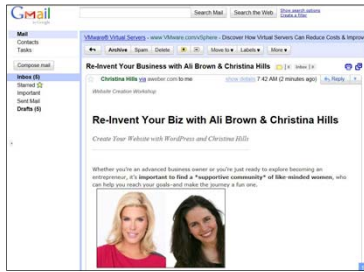 Gmail
by Google
Search Mail
Search the Web
Show search options
Create a filter
Mail
Contacts
Tasks
Compose mail
Inbox (5)
Starred
Important
Sent Mail
Drafts (5)
VMware® Virtual Servers - www.VMware.com/vSphere - Discover How Virtual Servers Can Reduce Costs & Improv
Archive Spam Delete Move to Labels More
Re-Invent Your Business with Ali Brown & Christina Hills Inbox
Christina Hills via aweber.com to me show details 7:42 AM (2 minutes ago) Reply
Website Creation Workshop
Re-Invent Your Biz with Ali Brown & Christina Hills
Create Your Website with WordPress and Christina Hills
Whether you're an advanced business owner or you're just ready to explore becoming an
entrepreneur, it's important to find a *supportive community* of like-minded women, who
can help you reach your goals–and make the journey a fun one.